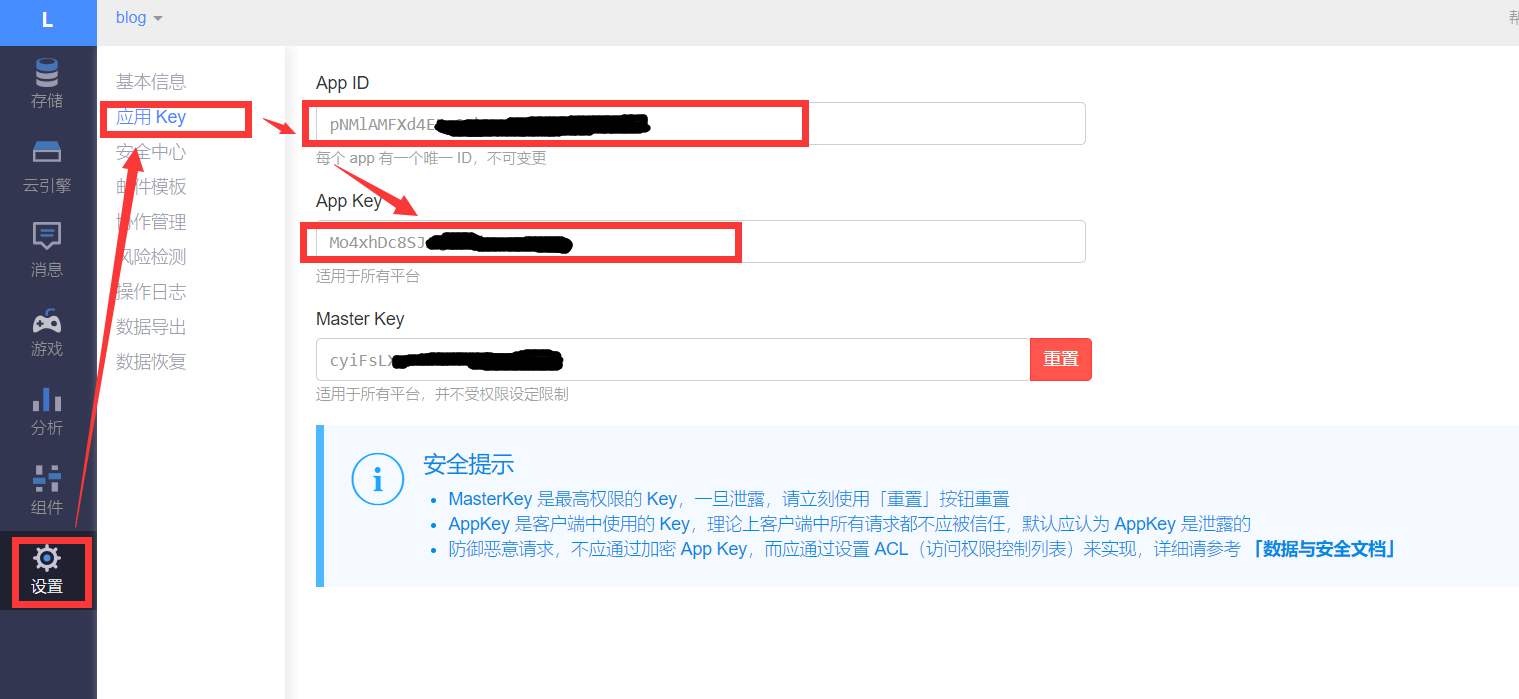 L
blog
存储
云引擎
消息
游戏
分析
组件
设置
基本信息
应用 Key
安全中心
邮件模板
协作管理
风险检测
操作日志
数据导出
数据恢复
App ID
pNMlAMFXd4E
每个 app 有一个唯一 ID，不可变更
App Key
Mo4xhDc8SJ
适用于所有平台
Master Key
cyiFsLX
重置
适用于所有平台，并不受权限设定限制
安全提示
MasterKey 是最高权限的 Key，一旦泄露，请立刻使用「重置」按钮重置
AppKey 是客户端中使用的 Key，理论上客户端中所有请求都不应被信任，默认应认为 AppKey 是泄露的
防御恶意请求，不应通过加密 App Key，而应通过设置 ACL（访问权限控制列表）来实现，详细请参考 「数据与安全文档」